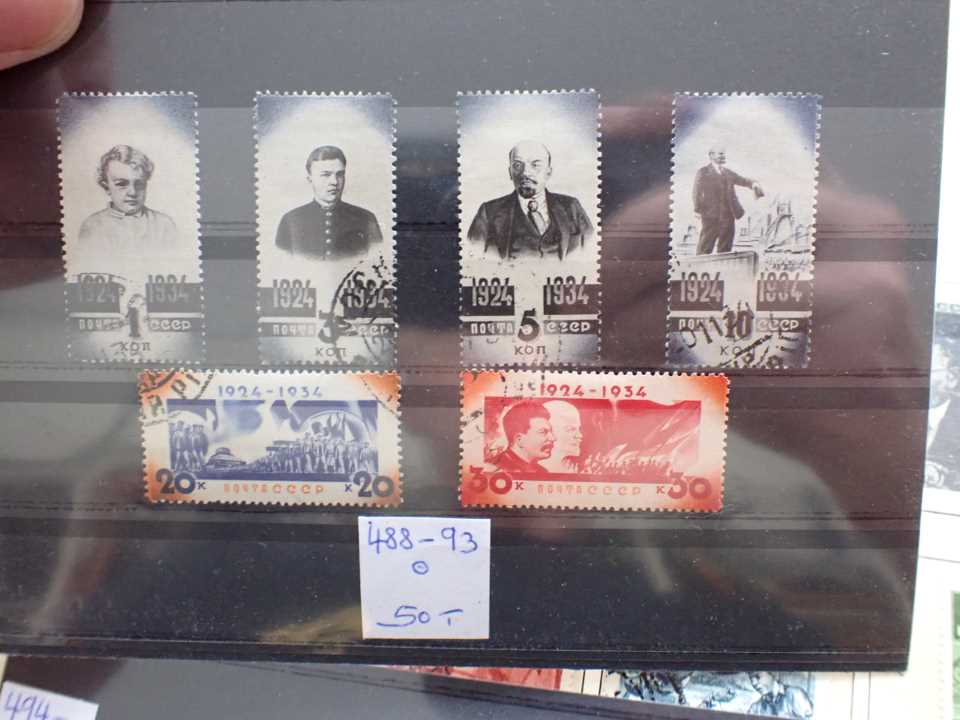 1924 1934
ПОЧТА 1 СССР
КОП
1924 1934
ПОЧТА СССР
КОП
1924 1934
ПОЧТА 5 СССР
КОП
1924 1934
ПОЧТА 10 СССР
1924-1934
20 К ПОЧТА СССР К 20
1924-1934
30 К ПОЧТА СССР К 30
488-93
50-
494-